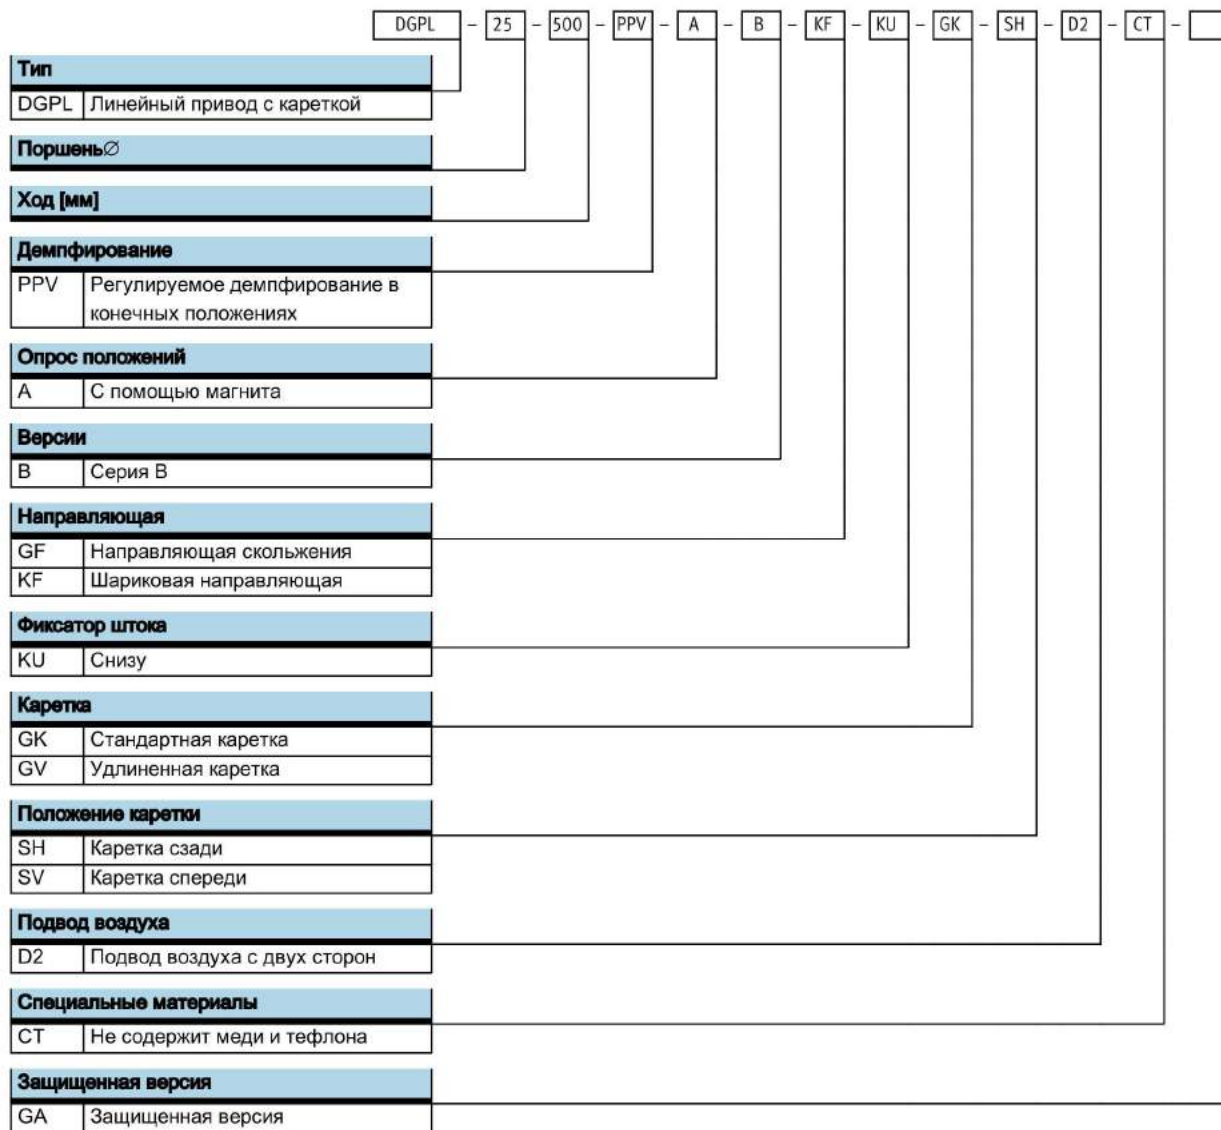 DGPL – 25 – 500 – PPV – A – B – KF – KU – GK – SH – D2 – CT –
Тип
DGPL Линейный привод с кареткой
Поршень∅
Ход [мм]
Демпфирование
PPV Регулируемое демпфирование в
конечных положениях
Опрос положений
A С помощью магнита
Версии
B Серия B
Направляющая
GF Направляющая скольжения
KF Шариковая направляющая
Фиксатор штока
KU Снизу
Каретка
GK Стандартная каретка
GV Удлиненная каретка
Положение каретки
SH Каретка сзади
SV Каретка спереди
Подвод воздуха
D2 Подвод воздуха с двух сторон
Специальные материалы
CT Не содержит меди и тефлона
Защищенная версия
GA Защищенная версия